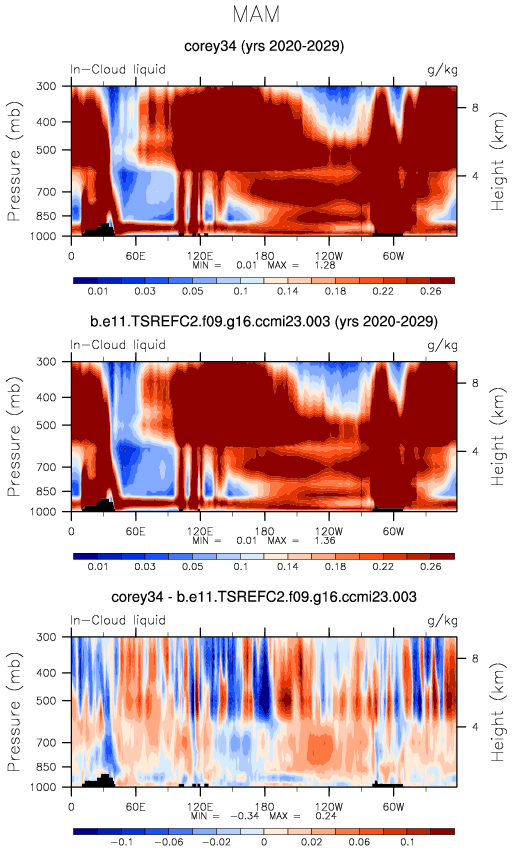 MAM
corey34 (yrs 2020-2029)
In-Cloud liquid g/kg
300
400
500
700
850
1000
Pressure (mb)
8
4
Height (km)
0 60E 120E 180 120W 60W
MIN = 0.01 MAX = 1.28
0.01 0.03 0.05 0.08 0.12 0.14 0.18 0.22 0.26
b.e11.TSREFC2.f09.g16.ccmi23.003 (yrs 2020-2029)
In-Cloud liquid g/kg
300
400
500
700
850
1000
Pressure (mb)
8
4
Height (km)
0 60E 120E 180 120W 60W
MIN = 0.01 MAX = 1.36
0.01 0.03 0.05 0.08 0.12 0.14 0.18 0.22 0.26
corey34 - b.e11.TSREFC2.f09.g16.ccmi23.003
In-Cloud liquid g/kg
300
400
500
700
850
1000
Pressure (mb)
8
4
Height (km)
0 60E 120E 180 120W 60W
MIN = -0.34 MAX = 0.24
-0.1 -0.06 -0.02 0 0.02 0.06 0.1